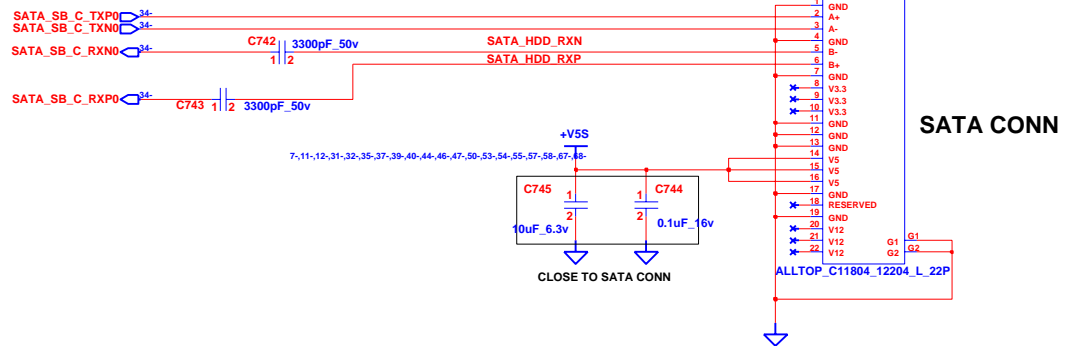 1 GND
SATA_SB_C_TXP0 34- 2 A+
SATA_SB_C_TXN0 34- 3 A-
4 GND
SATA_SB_C_RXN0 34- C742 3300pF_50v 1 2 SATA_HDD_RXN 5 B-
SATA_HDD_RXP 6 B+
7 GND
8 V3.3
9 V3.3
SATA_SB_C_RXP0 34- C743 1 2 3300pF_50v 10 V3.3
11 GND
12 GND
13 GND
SATA CONN
+V5S
7-,11-,12-,31-,32-,35-,37-,39-,40-,44-,46-,47-,50-,53-,54-,55-,57-,58-,67-,68-
14 V5
15 V5
16 V5
17 GND
C745 1 2 10uF_6.3v
C744 1 2 0.1uF_16v
18 RESERVED
19 GND
20 V12
21 V12 G1 G1
22 V12 G2 G2
CLOSE TO SATA CONN
ALLTOP_C11804_12204_L_22P